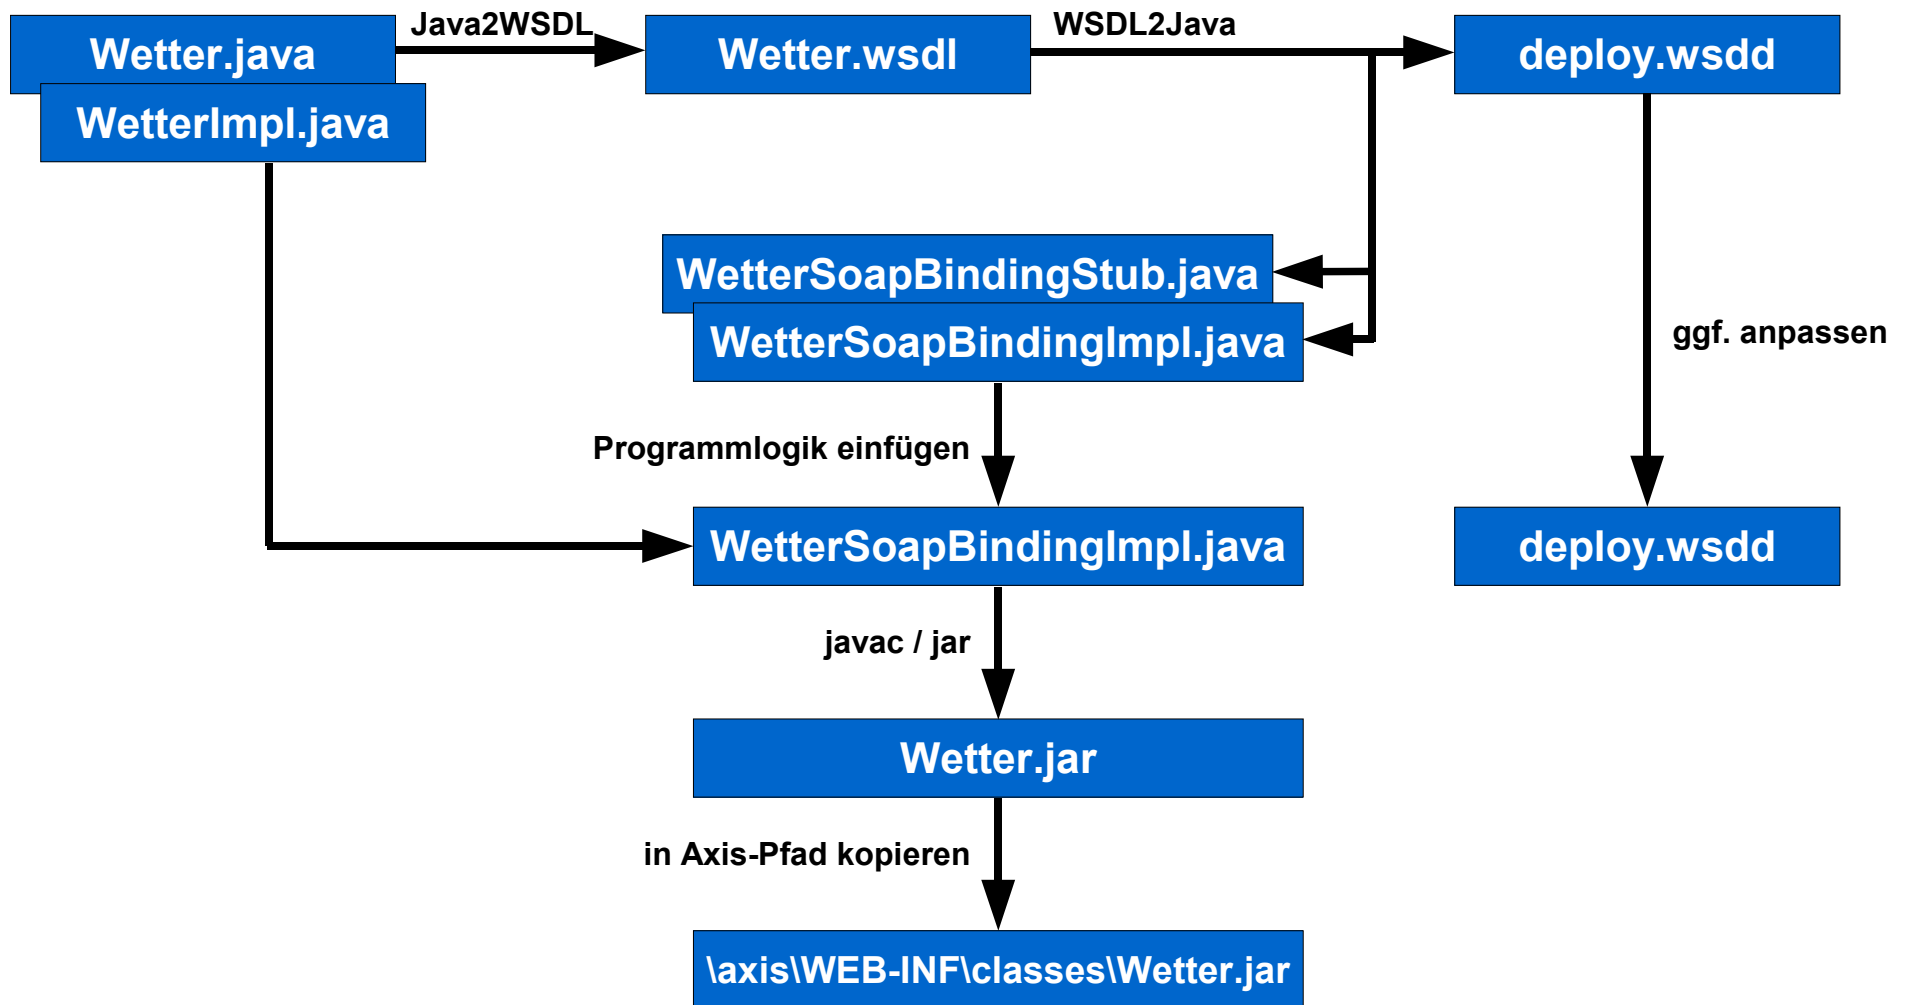 Java2WSDL
WSDL2Java
Wetter.java
Wetter.wsdl
deploy.wsdd
WetterImpl.java
WetterSoapBindingStub.java
WetterSoapBindingImpl.java
ggf. anpassen
Programmlogik einfügen
WetterSoapBindingImpl.java
deploy.wsdd
javac / jar
Wetter.jar
in Axis-Pfad kopieren
\axis\WEB-INF\classes\Wetter.jar